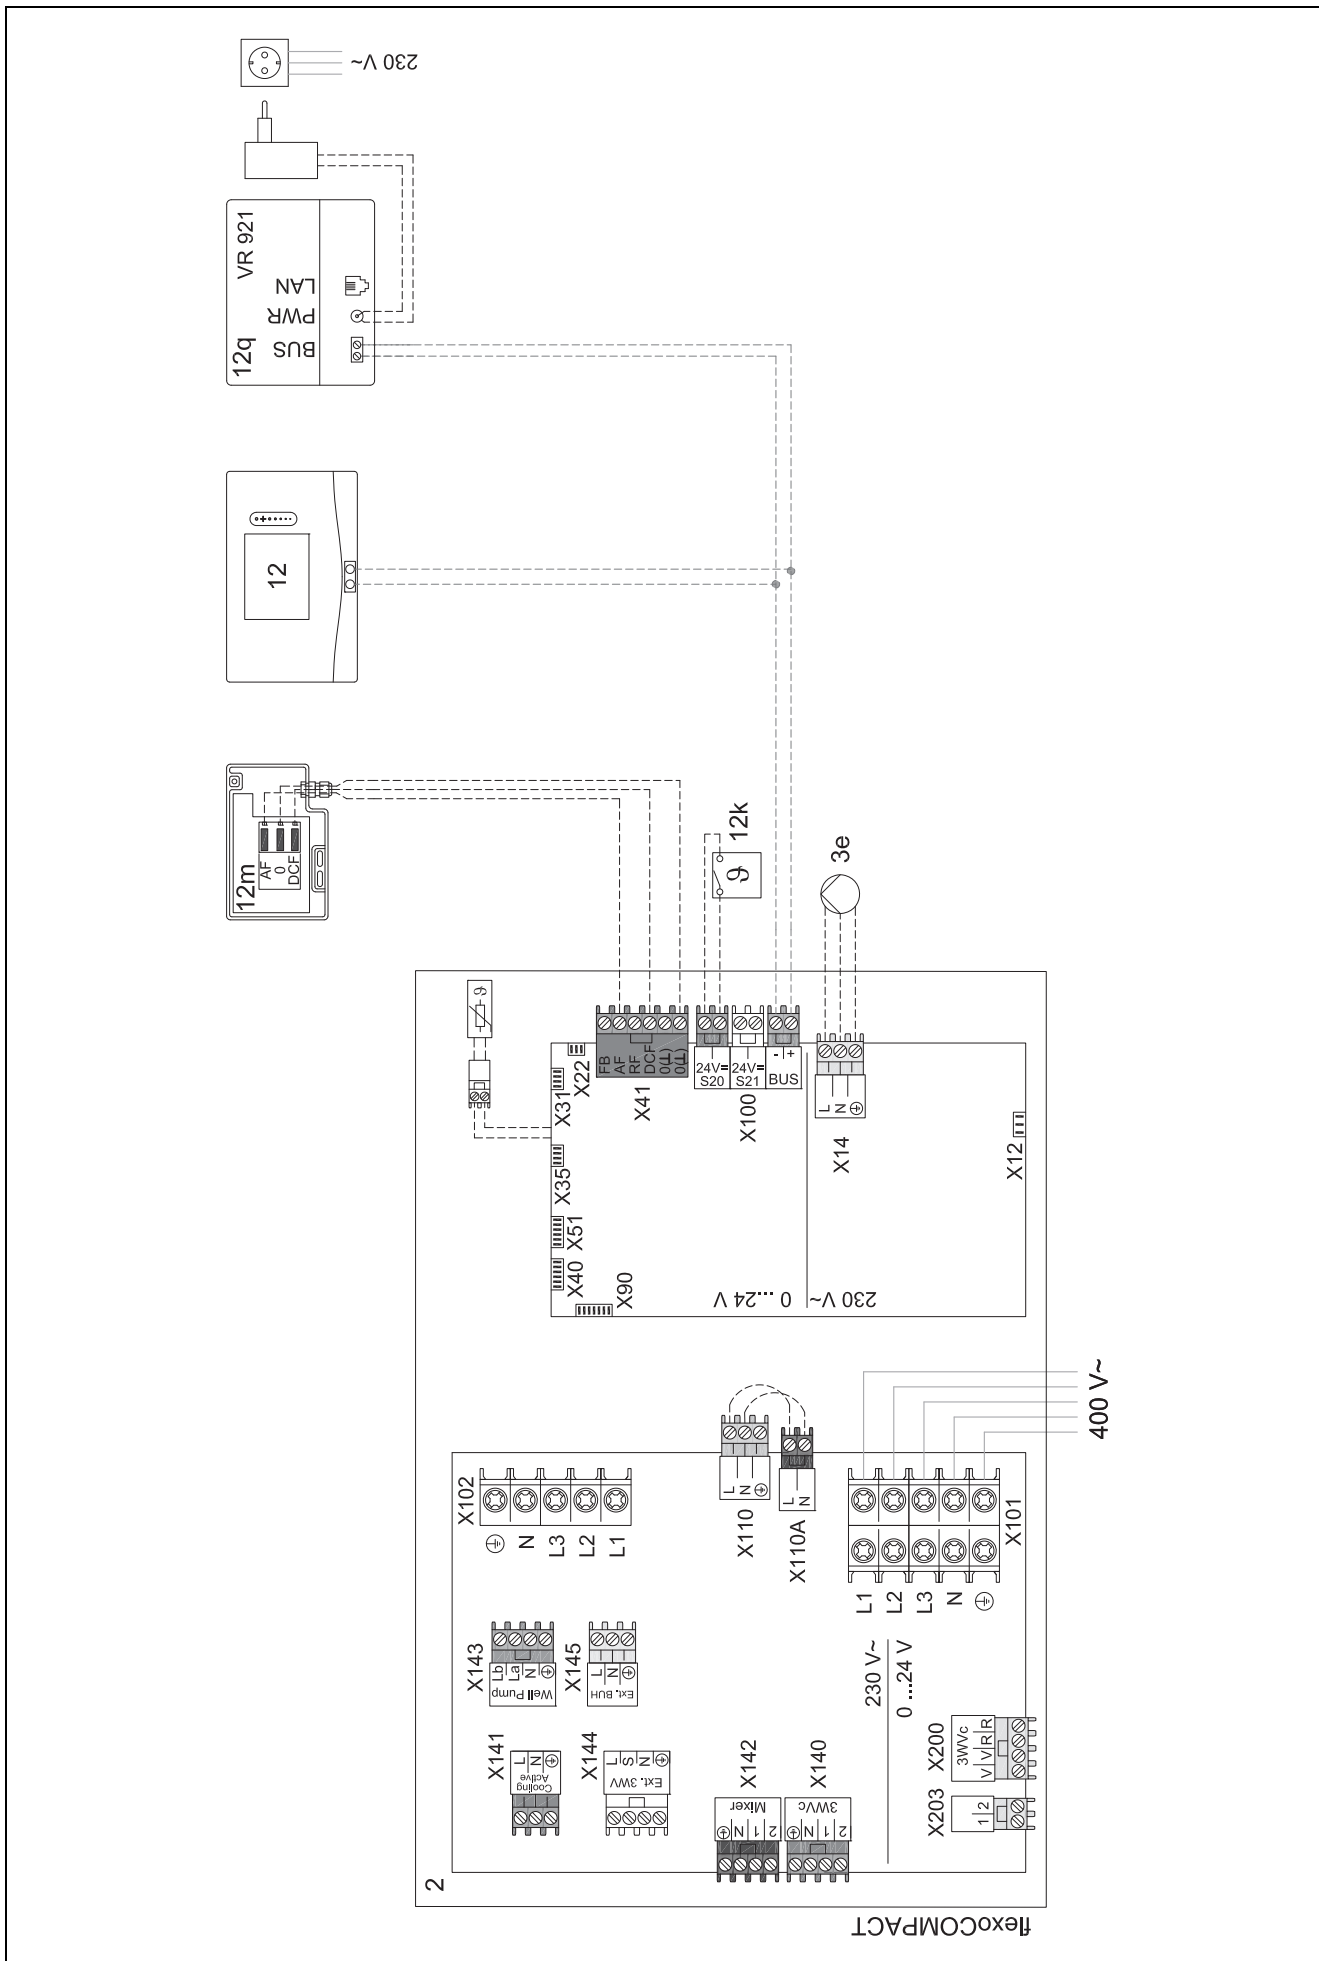 230 V~
VR 921
LAN
PWR
BUS
12q
12
12m
AF
0
DCF
12k
ϑ
3e
ϑ
X22
X31
X35
X51
X40
X90
FB
AF
RF
DCF
0(⊥)
0(⊥)
X41
24V=
S20
24V=
S21
X100
- +
BUS
L
N
X14
X12
0 ...24 V
230 V~
400 V~
X102
N
L3
L2
L1
X110
L
N
X110A
L
N
X101
L1
L2
L3
N
X143
Lb
La
N
Well Pump
X145
L
N
Ext. BUH
X141
L
N
Cooling
Active
X144
L
S
N
Ext. 3WV
X142
Mixer
N
1
2
X140
3WVc
N
1
2
230 V~
0 ...24 V
X200
3WVc
V V R R
X203
1 2
2
flexoCOMPACT